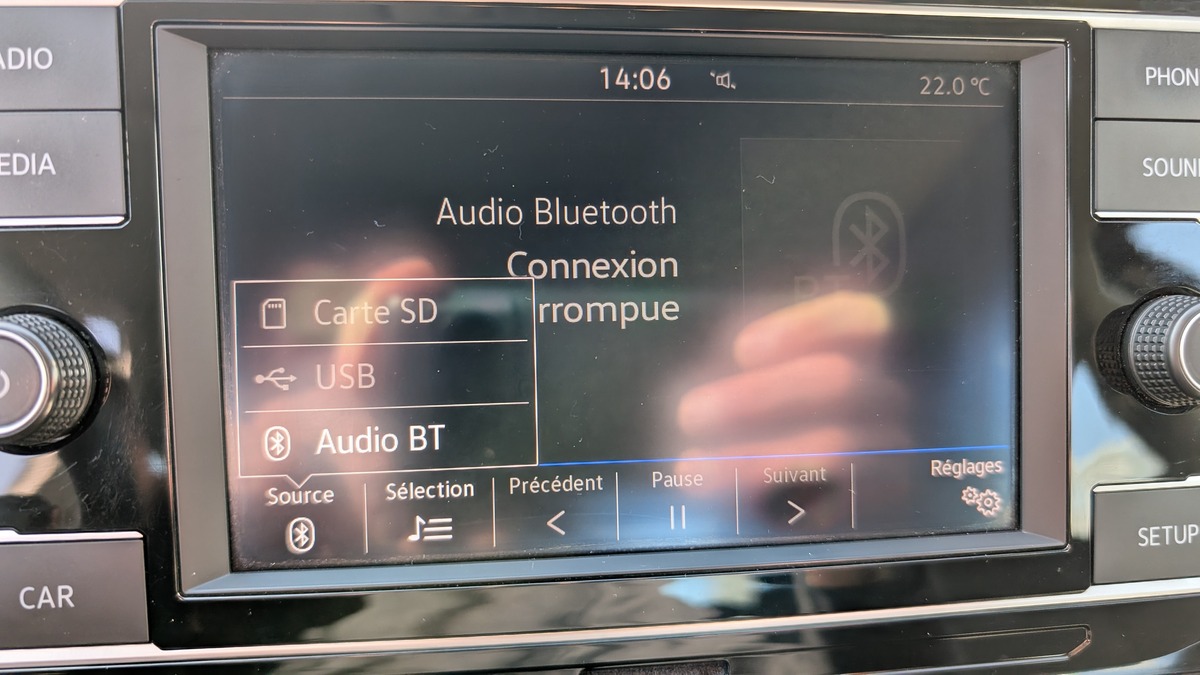 ADIO
EDIA
CAR
14:06
22.0 °C
Audio Bluetooth
Connexion
rrompue
Carte SD
USB
Audio BT
Source
Sélection
Précédent
Pause
Suivant
Réglages
PHON
SOUN
SETUP